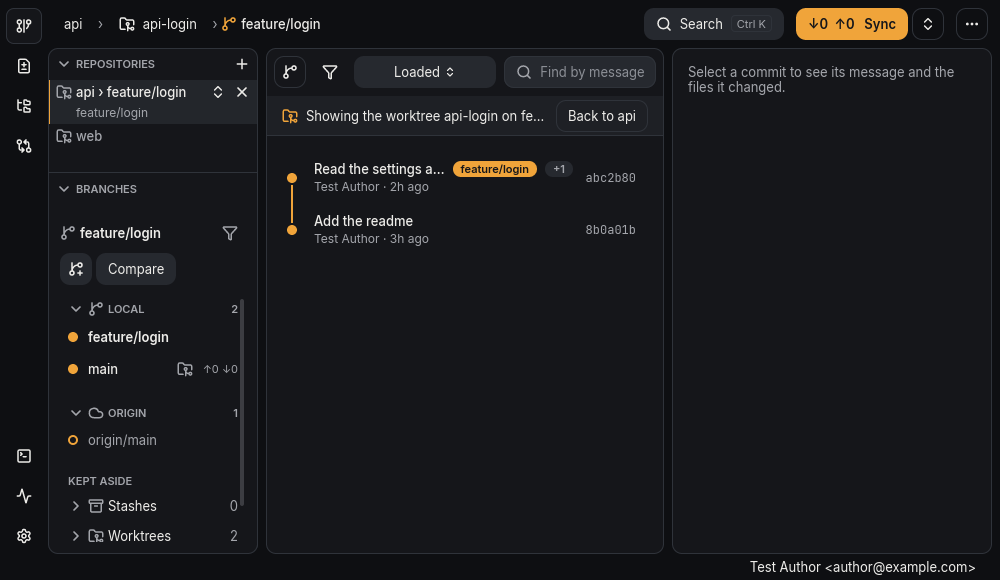 api › api-login › feature/login
Search Ctrl K
↓0 ↑0 Sync
REPOSITORIES
api › feature/login
feature/login
web
BRANCHES
feature/login
Compare
LOCAL 2
feature/login
main ↑0 ↓0
ORIGIN 1
origin/main
KEPT ASIDE
Stashes 0
Worktrees 2
Loaded
Find by message
Showing the worktree api-login on fe...
Back to api
Read the settings a... feature/login +1
Test Author · 2h ago
abc2b80
Add the readme
Test Author · 3h ago
8b0a01b
Select a commit to see its message and the
files it changed.
Test Author <author@example.com>